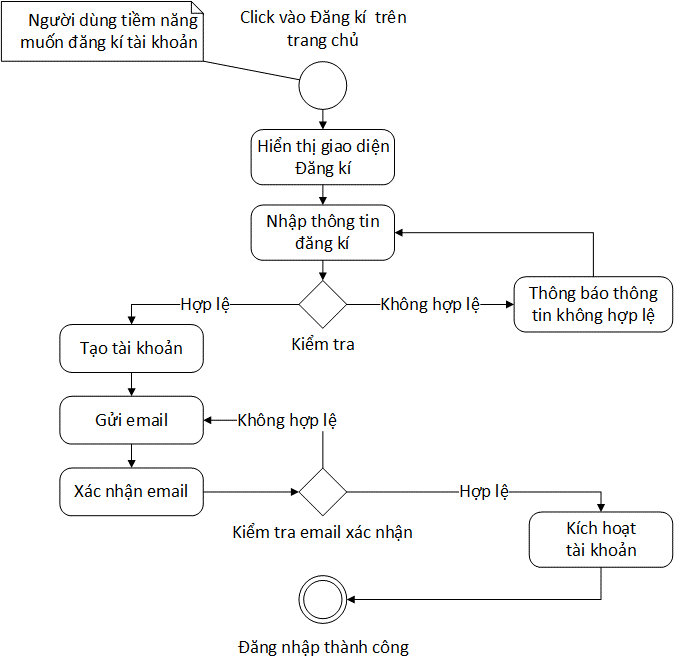 Người dùng tiềm năng
muốn đăng kí tài khoản
Click vào Đăng kí trên
trang chủ
Hiển thị giao diện
Đăng kí
Nhập thông tin
đăng kí
Hợp lệ
Không hợp lệ
Thông báo thông
tin không hợp lệ
Kiểm tra
Tạo tài khoản
Gửi email
Không hợp lệ
Xác nhận email
Hợp lệ
Kiểm tra email xác nhận
Kích hoạt
tài khoản
Đăng nhập thành công